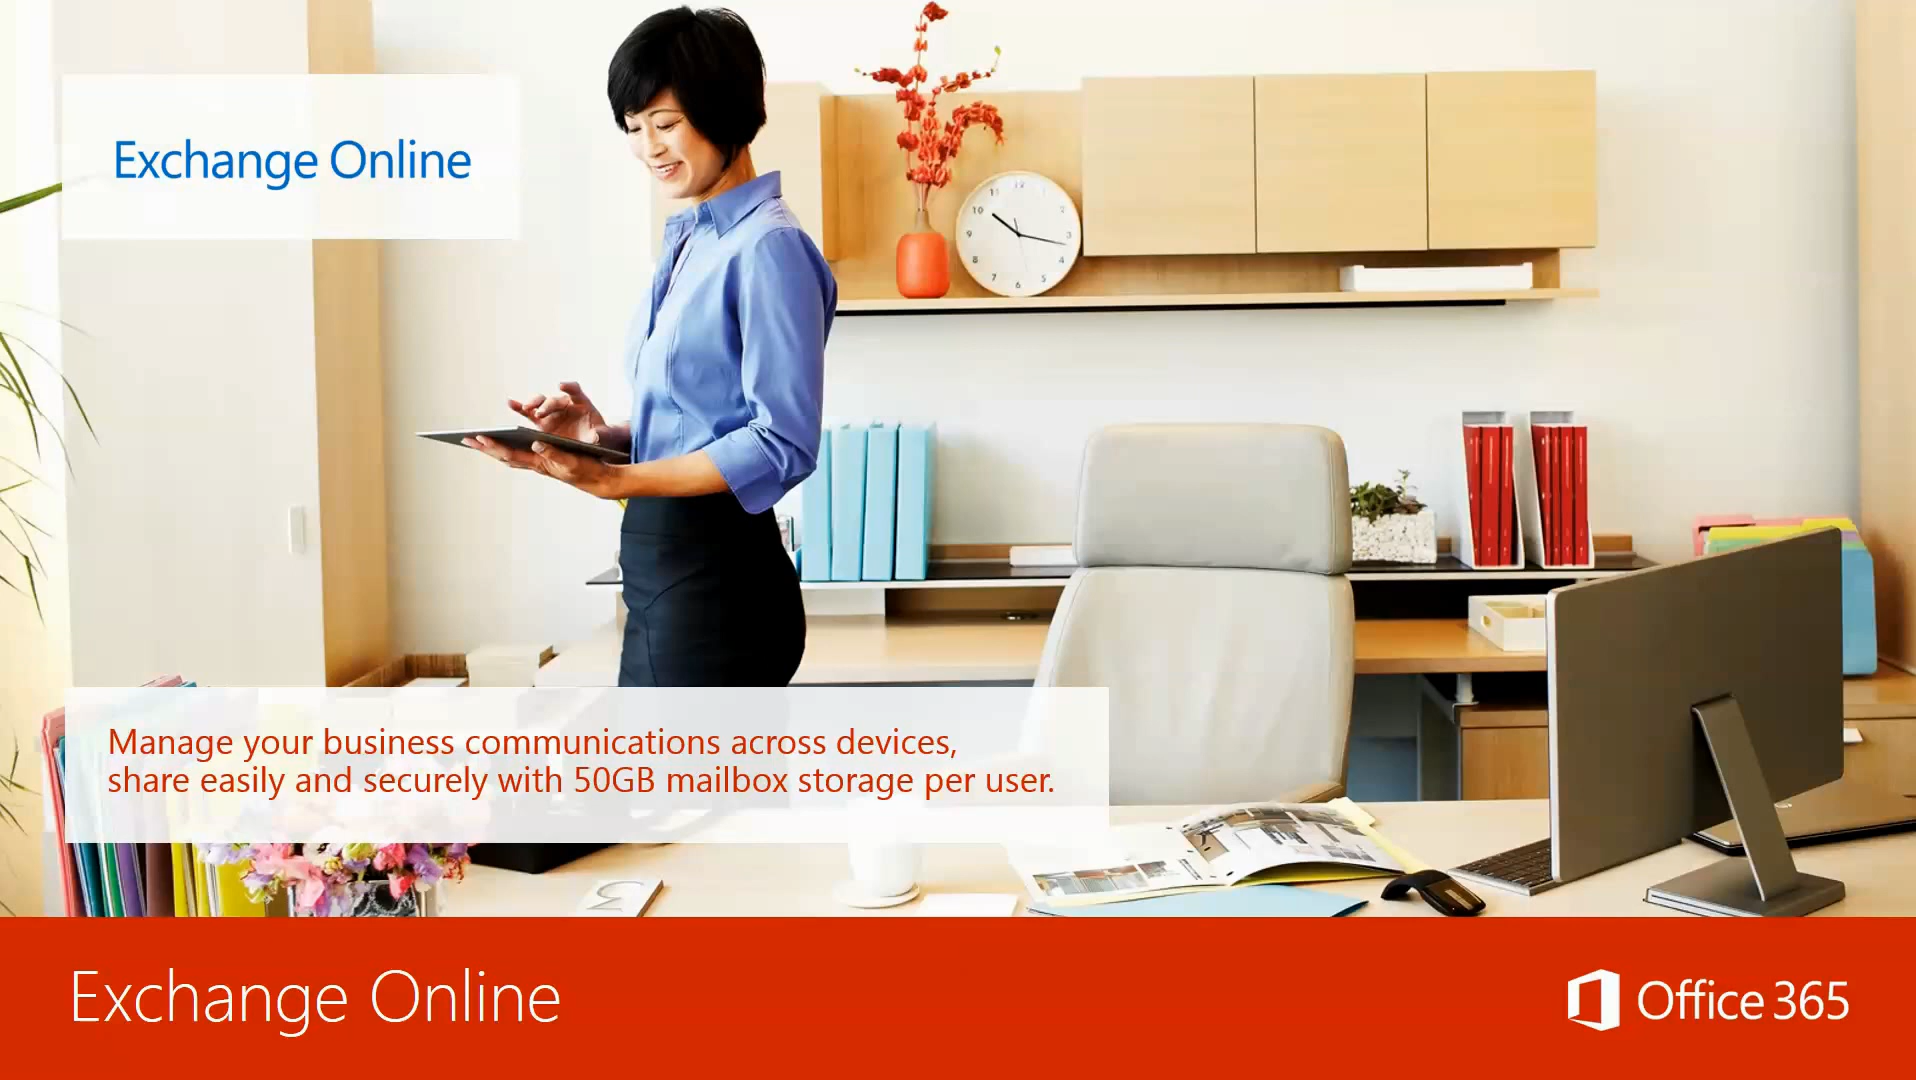 Exchange Online
Manage your business communications across devices,
share easily and securely with 50GB mailbox storage per user.
Exchange Online
Office 365